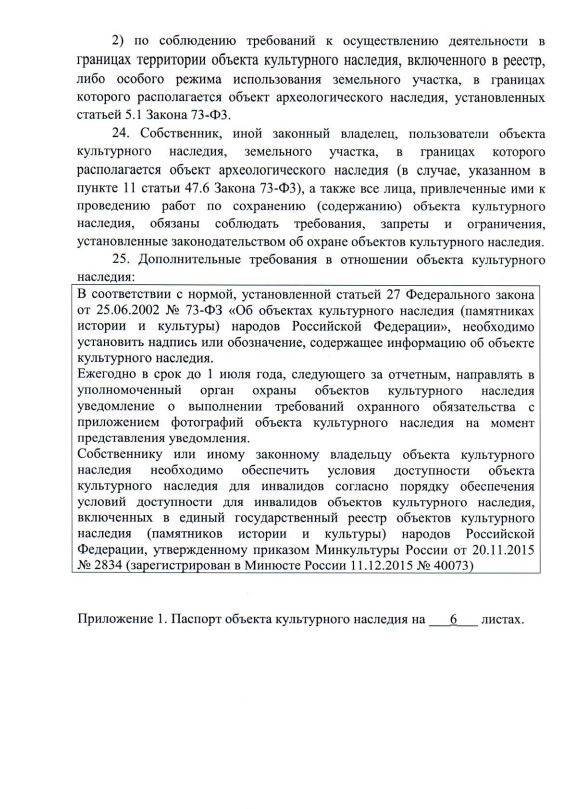 2) по соблюдению требований к осуществлению деятельности в
границах территории объекта культурного наследия, включенного в реестр,
либо особого режима использования земельного участка, в границах
которого располагается объект археологического наследия, установленных
статьей 5.1 Закона 73-ФЗ.
24. Собственник, иной законный владелец, пользователи объекта
культурного наследия, земельного участка, в границах которого
располагается объект археологического наследия (в случае, указанном в
пункте 11 статьи 47.6 Закона 73-ФЗ), а также все лица, привлеченные ими к
проведению работ по сохранению (содержанию) объекта культурного
наследия, обязаны соблюдать требования, запреты и ограничения,
установленные законодательством об охране объектов культурного наследия.
25. Дополнительные требования в отношении объекта культурного
наследия:
В соответствии с нормой, установленной статьей 27 Федерального закона
от 25.06.2002 № 73-ФЗ «Об объектах культурного наследия (памятниках
истории и культуры) народов Российской Федерации», необходимо
установить надпись или обозначение, содержащее информацию об объекте
культурного наследия.
Ежегодно в срок до 1 июля года, следующего за отчетным, направлять в
уполномоченный орган охраны объектов культурного наследия
уведомление о выполнении требований охранного обязательства с
приложением фотографий объекта культурного наследия на момент
представления уведомления.
Собственнику или иному законному владельцу объекта культурного
наследия необходимо обеспечить условия доступности объекта
культурного наследия для инвалидов согласно порядку обеспечения
условий доступности для инвалидов объектов культурного наследия,
включенных в единый государственный реестр объектов культурного
наследия (памятников истории и культуры) народов Российской
Федерации, утвержденному приказом Минкультуры России от 20.11.2015
№ 2834 (зарегистрирован в Минюсте России 11.12.2015 № 40073)
Приложение 1. Паспорт объекта культурного наследия на ___6___ листах.